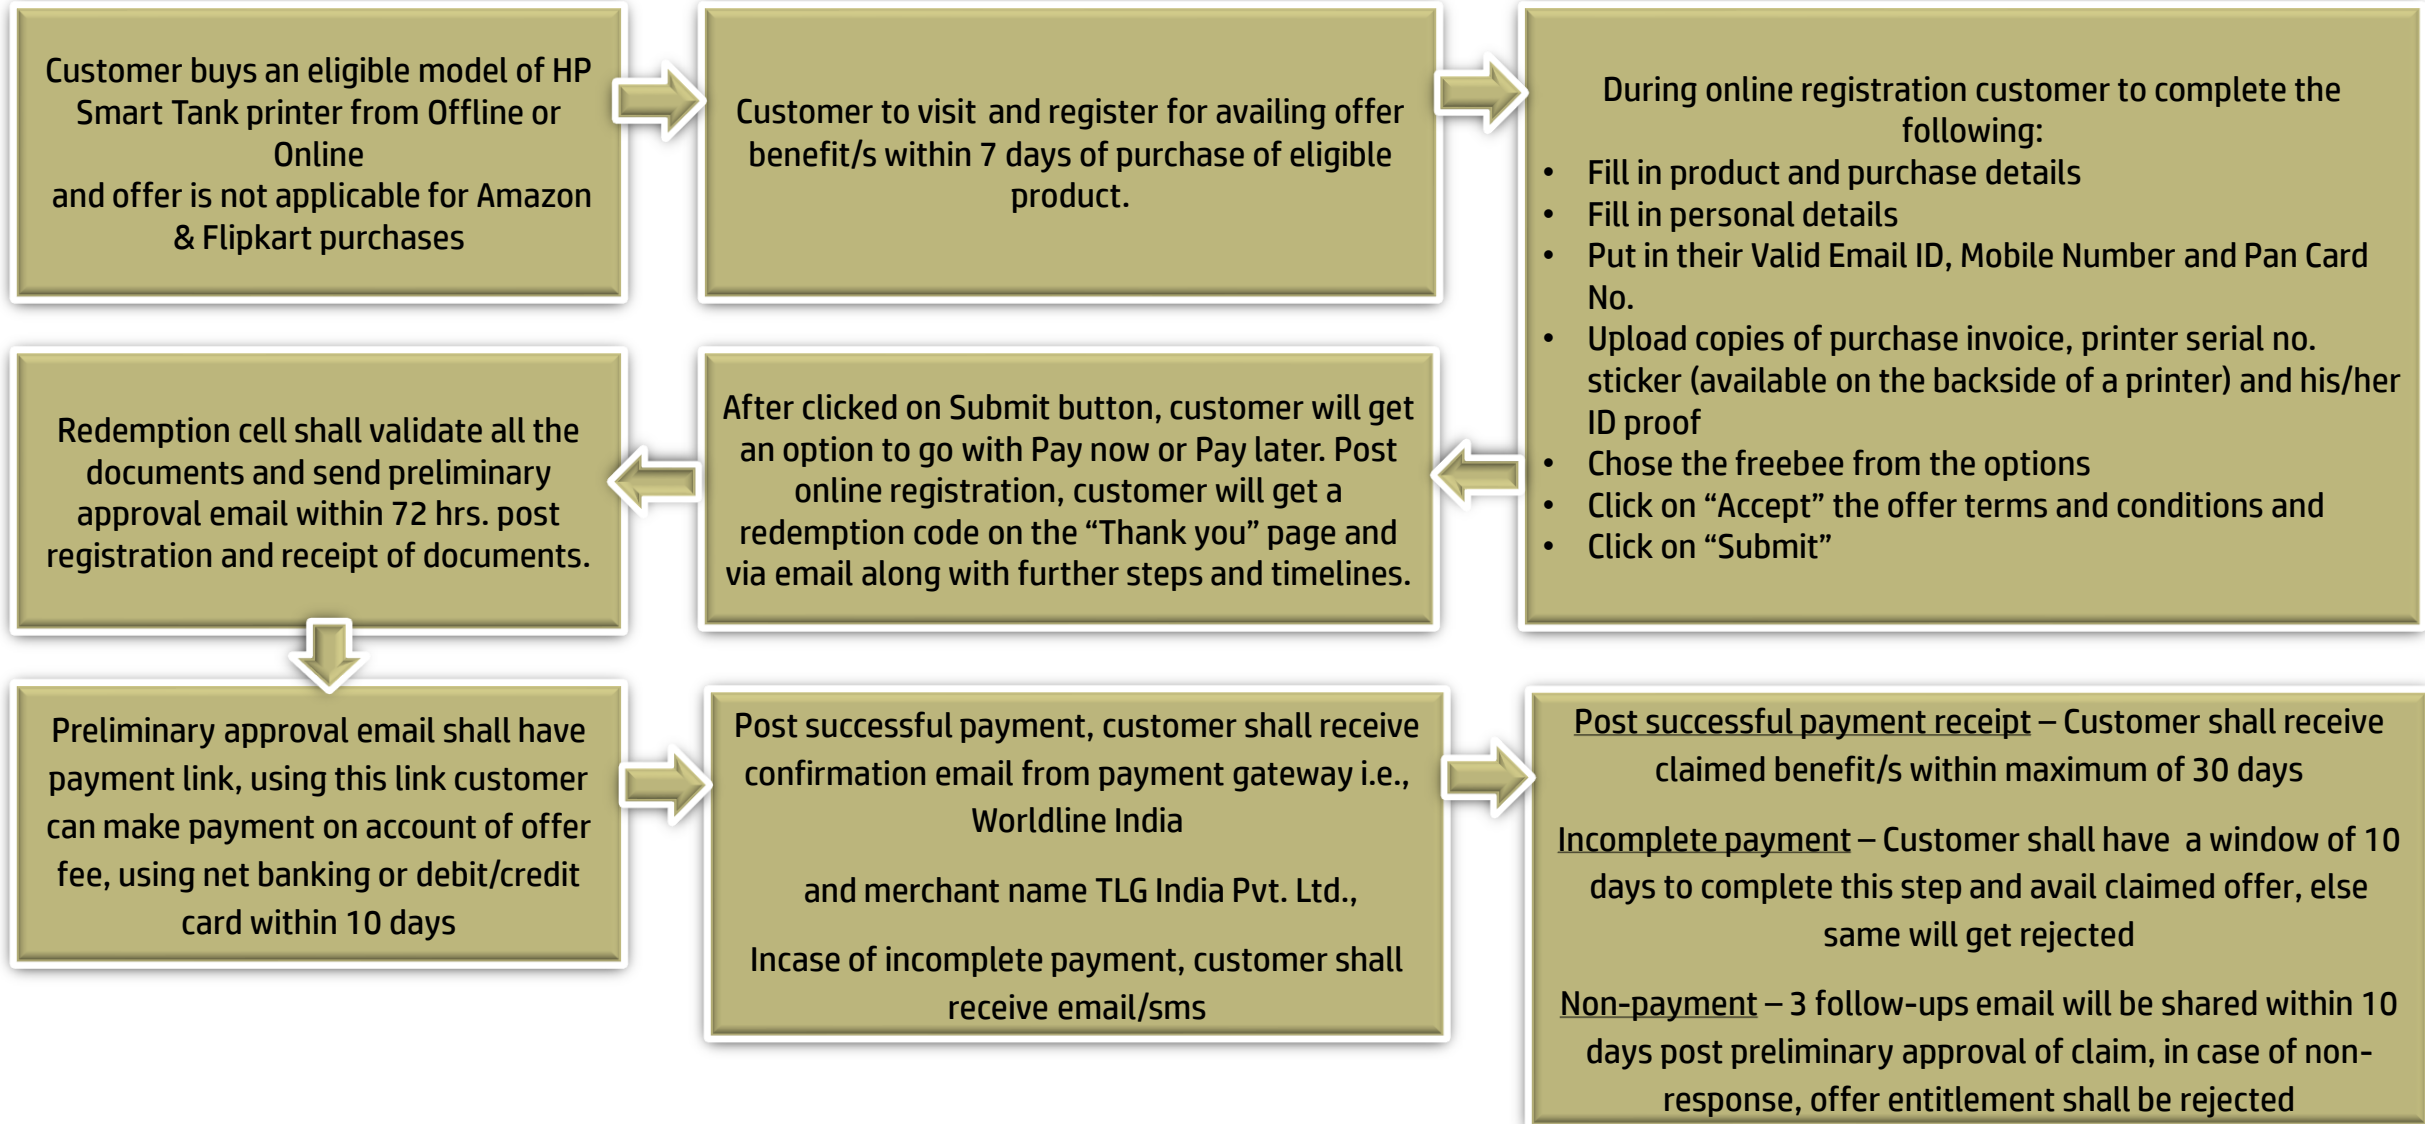 Customer buys an eligible model of HP
Smart Tank printer from Offline or
Online
and offer is not applicable for Amazon
& Flipkart purchases
Customer to visit and register for availing offer
benefit/s within 7 days of purchase of eligible
product.
During online registration customer to complete the
following:
• Fill in product and purchase details
• Fill in personal details
• Put in their Valid Email ID, Mobile Number and Pan Card
No.
• Upload copies of purchase invoice, printer serial no.
sticker (available on the backside of a printer) and his/her
ID proof
• Chose the freebee from the options
• Click on “Accept” the offer terms and conditions and
• Click on “Submit”
After clicked on Submit button, customer will get
an option to go with Pay now or Pay later. Post
online registration, customer will get a
redemption code on the “Thank you” page and
via email along with further steps and timelines.
Redemption cell shall validate all the
documents and send preliminary
approval email within 72 hrs. post
registration and receipt of documents.
Preliminary approval email shall have
payment link, using this link customer
can make payment on account of offer
fee, using net banking or debit/credit
card within 10 days
Post successful payment, customer shall receive
confirmation email from payment gateway i.e.,
Worldline India
and merchant name TLG India Pvt. Ltd.,
Incase of incomplete payment, customer shall
receive email/sms
Post successful payment receipt – Customer shall receive
claimed benefit/s within maximum of 30 days
Incomplete payment – Customer shall have a window of 10
days to complete this step and avail claimed offer, else
same will get rejected
Non-payment – 3 follow-ups email will be shared within 10
days post preliminary approval of claim, in case of non-
response, offer entitlement shall be rejected